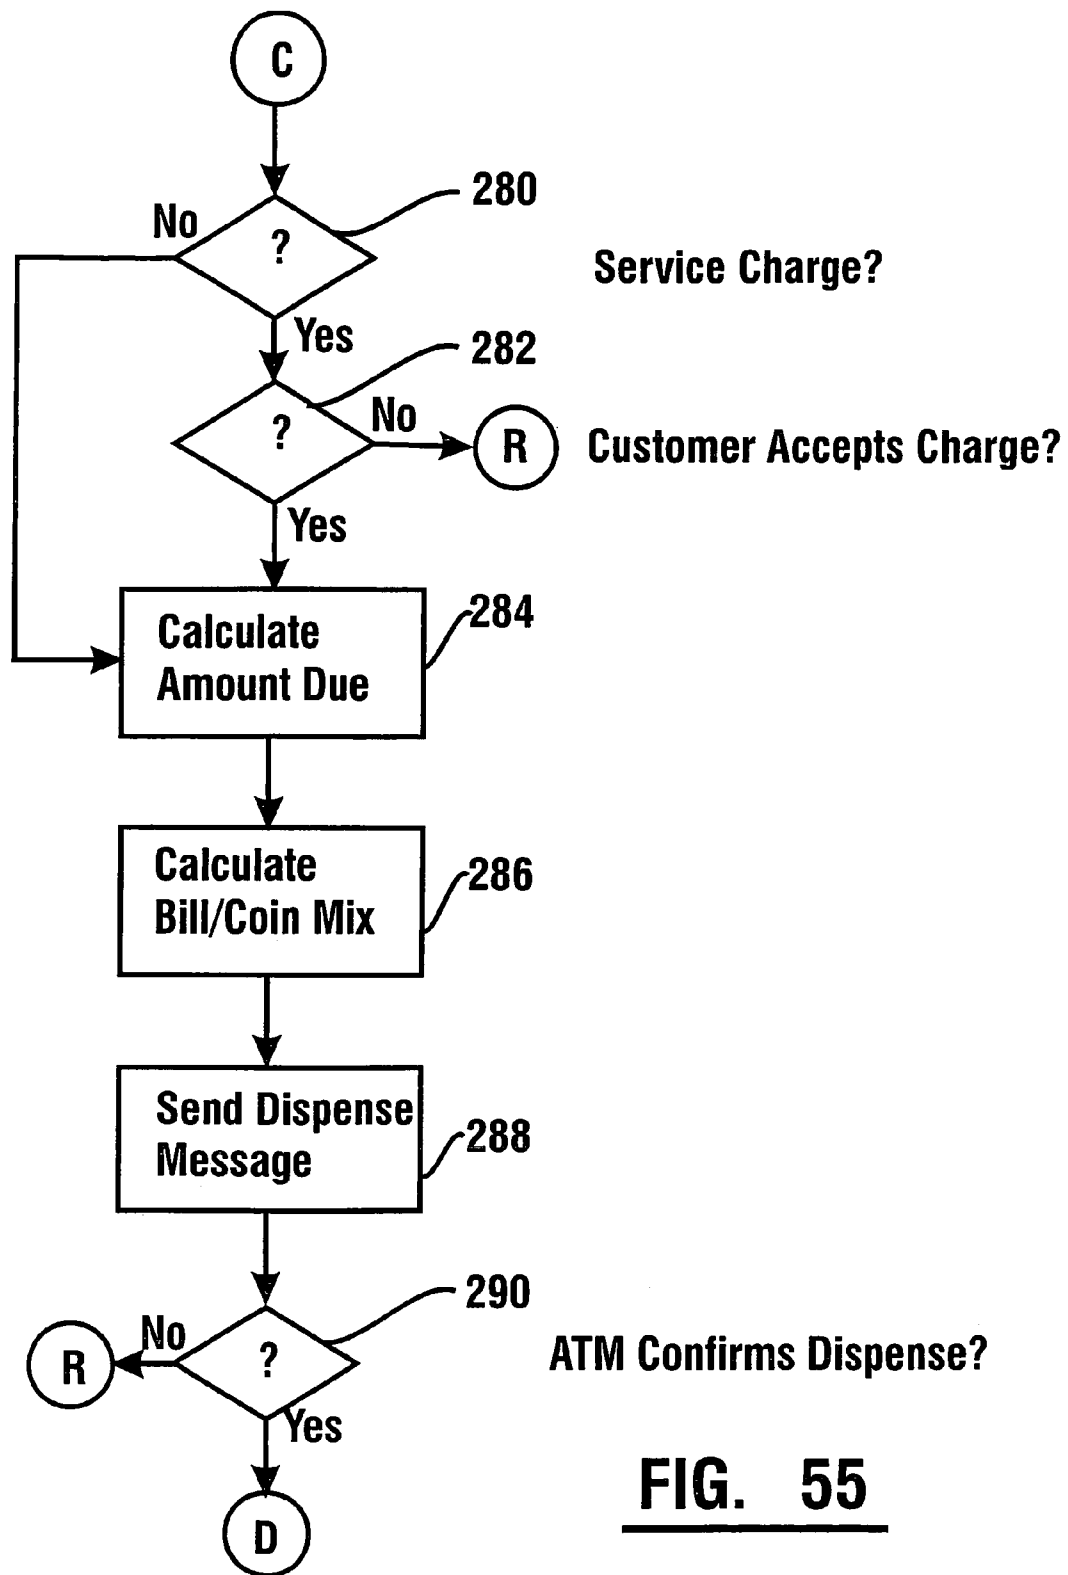 C
280
No
?
Service Charge?
Yes
282
?
No
R
Customer Accepts Charge?
Yes
Calculate
Amount Due
284
Calculate
Bill/Coin Mix
286
Send Dispense
Message
288
290
No
R
?
ATM Confirms Dispense?
Yes
D
FIG. 55